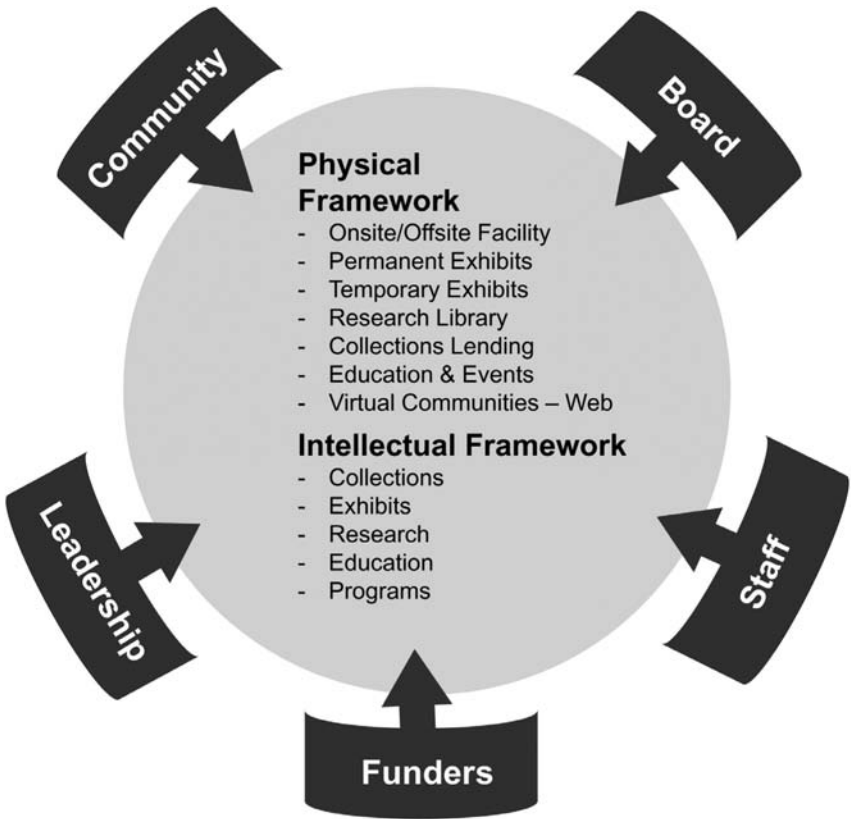 Community
Board
Physical
Framework
- Onsite/Offsite Facility
- Permanent Exhibits
- Temporary Exhibits
- Research Library
- Collections Lending
- Education & Events
- Virtual Communities – Web
Intellectual Framework
- Collections
- Exhibits
- Research
- Education
- Programs
Leadership
Staff
Funders